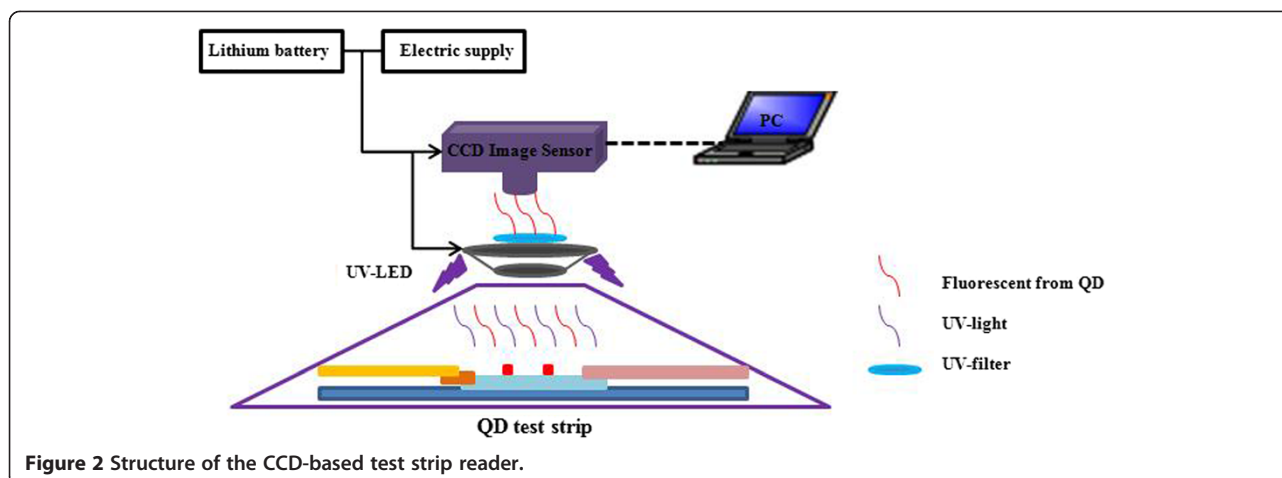 Lithium battery
Electric supply
PC
CCD Image Sensor
UV-LED
Fluorescent from QD
UV-light
UV-filter
QD test strip
Figure 2 Structure of the CCD-based test strip reader.